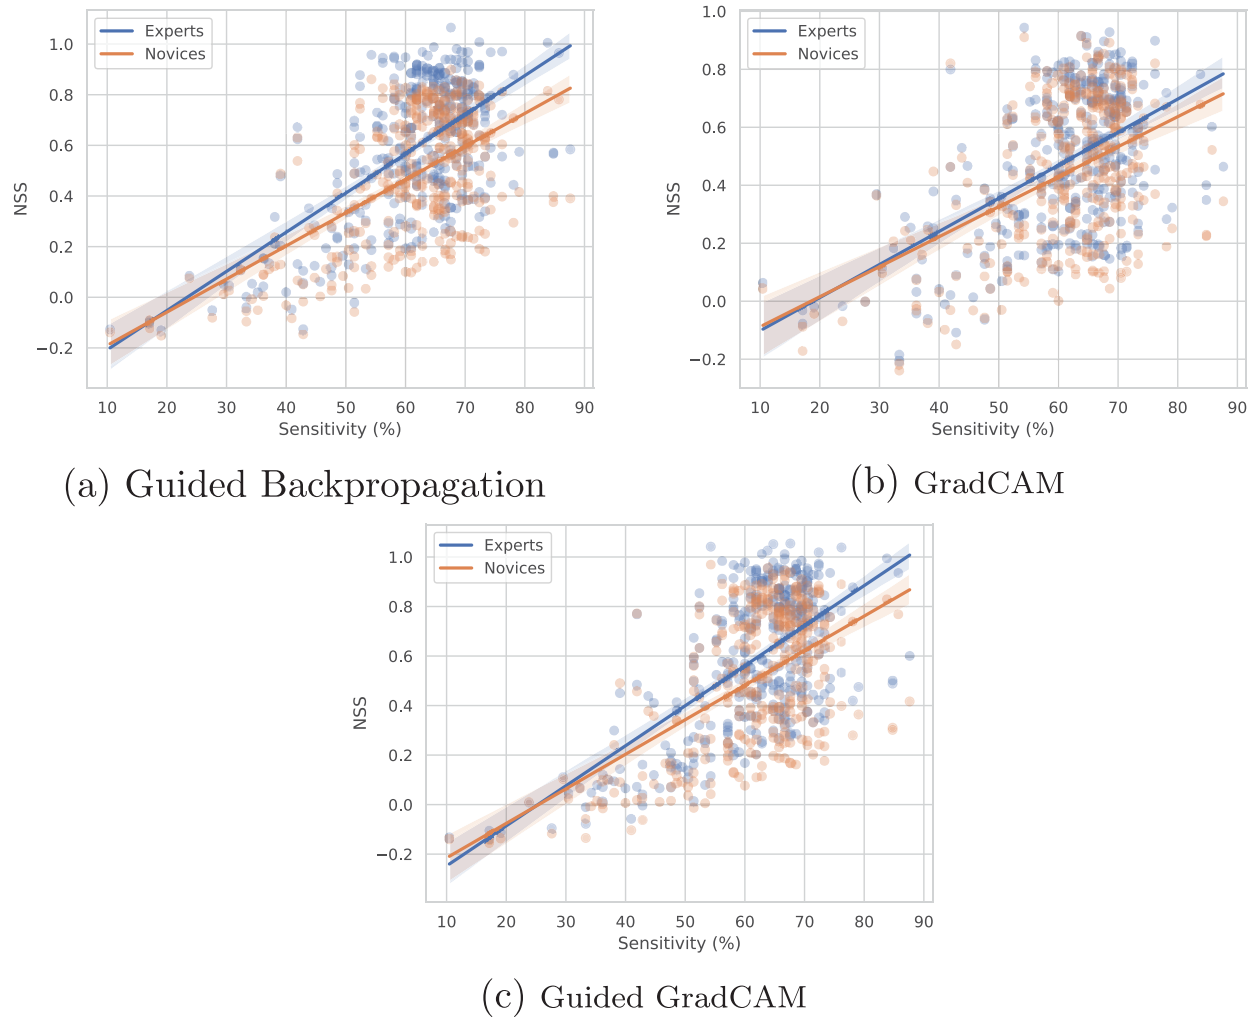 Experts
Novices
1.0
0.8
0.6
0.4
0.2
0.0
−0.2
NSS
10 20 30 40 50 60 70 80 90
Sensitivity (%)
(a) Guided Backpropagation
Experts
Novices
1.0
0.8
0.6
0.4
0.2
0.0
−0.2
NSS
10 20 30 40 50 60 70 80 90
Sensitivity (%)
(b) GradCAM
Experts
Novices
1.0
0.8
0.6
0.4
0.2
0.0
−0.2
NSS
10 20 30 40 50 60 70 80 90
Sensitivity (%)
(c) Guided GradCAM